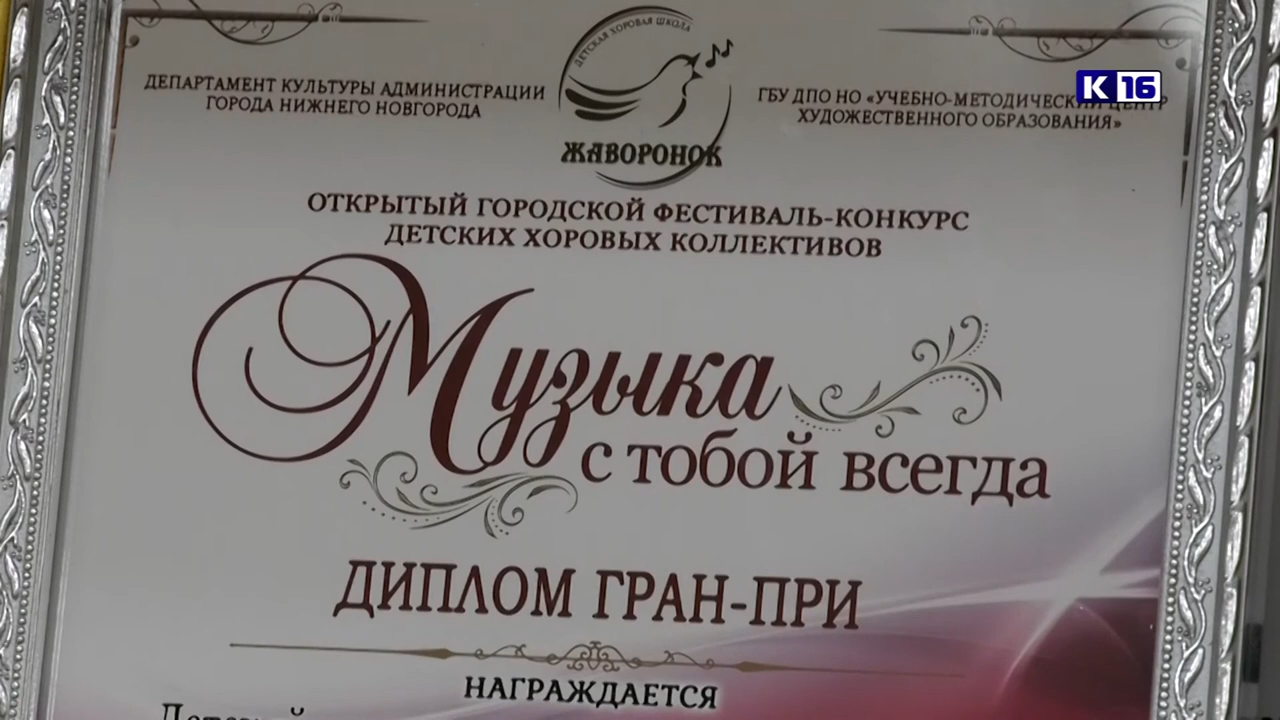 ДЕТСКАЯ ХОРОВАЯ ШКОЛА
ЖАВОРОНОК
ДЕПАРТАМЕНТ КУЛЬТУРЫ АДМИНИСТРАЦИИ
ГОРОДА НИЖНЕГО НОВГОРОДА
ГБУ ДПО НО «УЧЕБНО-МЕТОДИЧЕСКИЙ ЦЕНТР
ХУДОЖЕСТВЕННОГО ОБРАЗОВАНИЯ»
К 16
ОТКРЫТЫЙ ГОРОДСКОЙ ФЕСТИВАЛЬ-КОНКУРС
ДЕТСКИХ ХОРОВЫХ КОЛЛЕКТИВОВ
Музыка
с тобой всегда
ДИПЛОМ ГРАН-ПРИ
НАГРАЖДАЕТСЯ